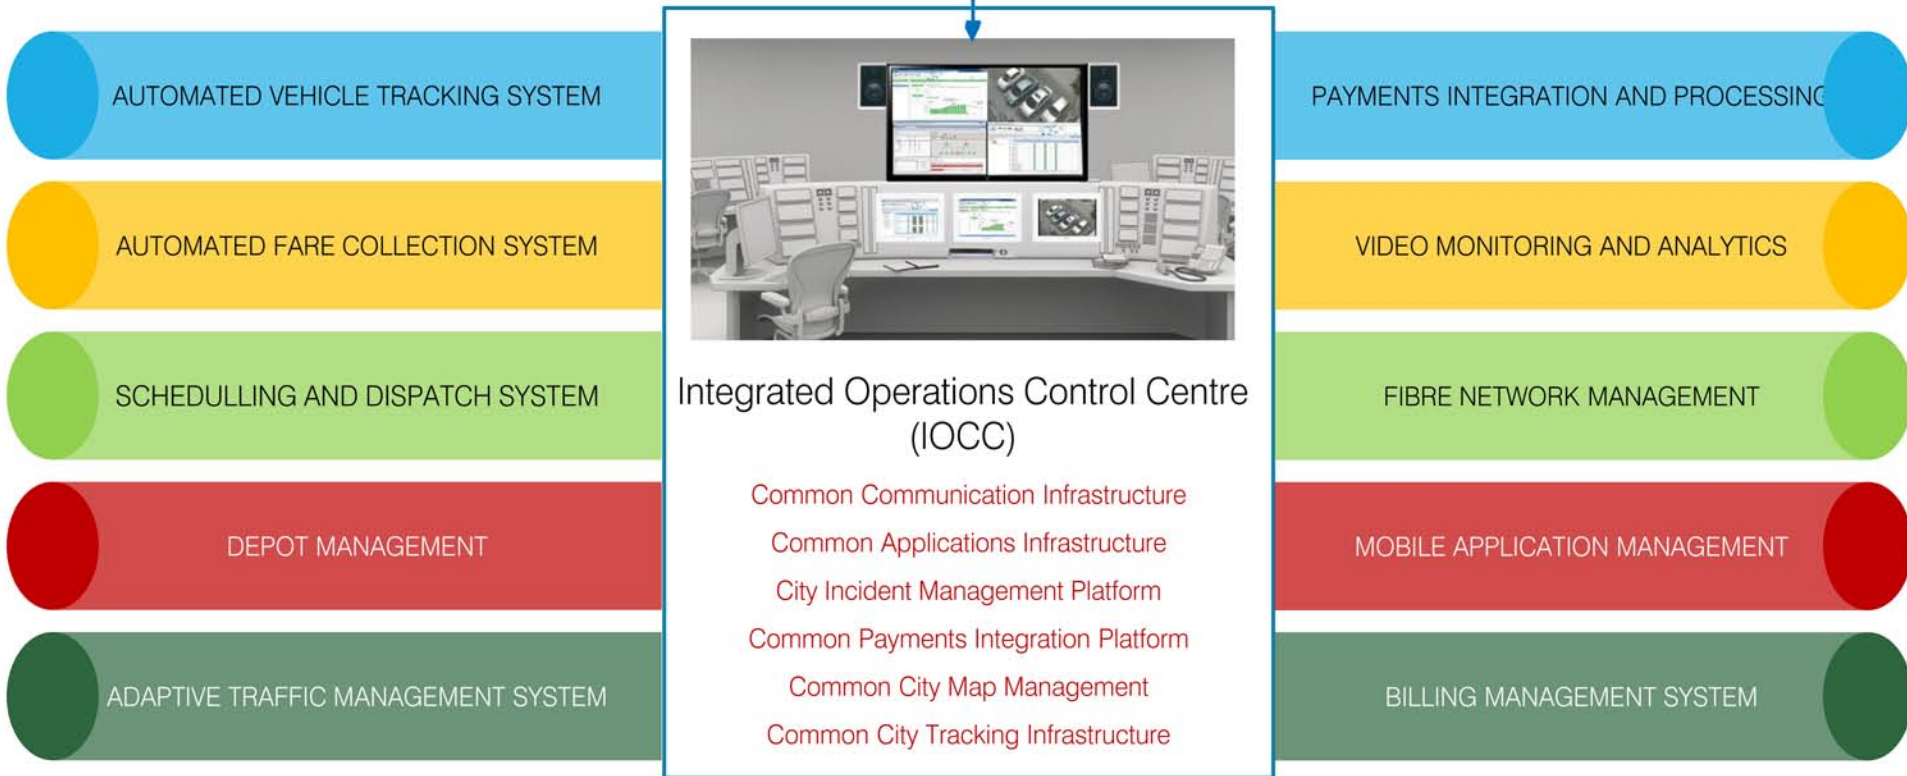 AUTOMATED VEHICLE TRACKING SYSTEM
AUTOMATED FARE COLLECTION SYSTEM
SCHEDULLING AND DISPATCH SYSTEM
DEPOT MANAGEMENT
ADAPTIVE TRAFFIC MANAGEMENT SYSTEM
Integrated Operations Control Centre
(IOCC)
Common Communication Infrastructure
Common Applications Infrastructure
City Incident Management Platform
Common Payments Integration Platform
Common City Map Management
Common City Tracking Infrastructure
PAYMENTS INTEGRATION AND PROCESSING
VIDEO MONITORING AND ANALYTICS
FIBRE NETWORK MANAGEMENT
MOBILE APPLICATION MANAGEMENT
BILLING MANAGEMENT SYSTEM